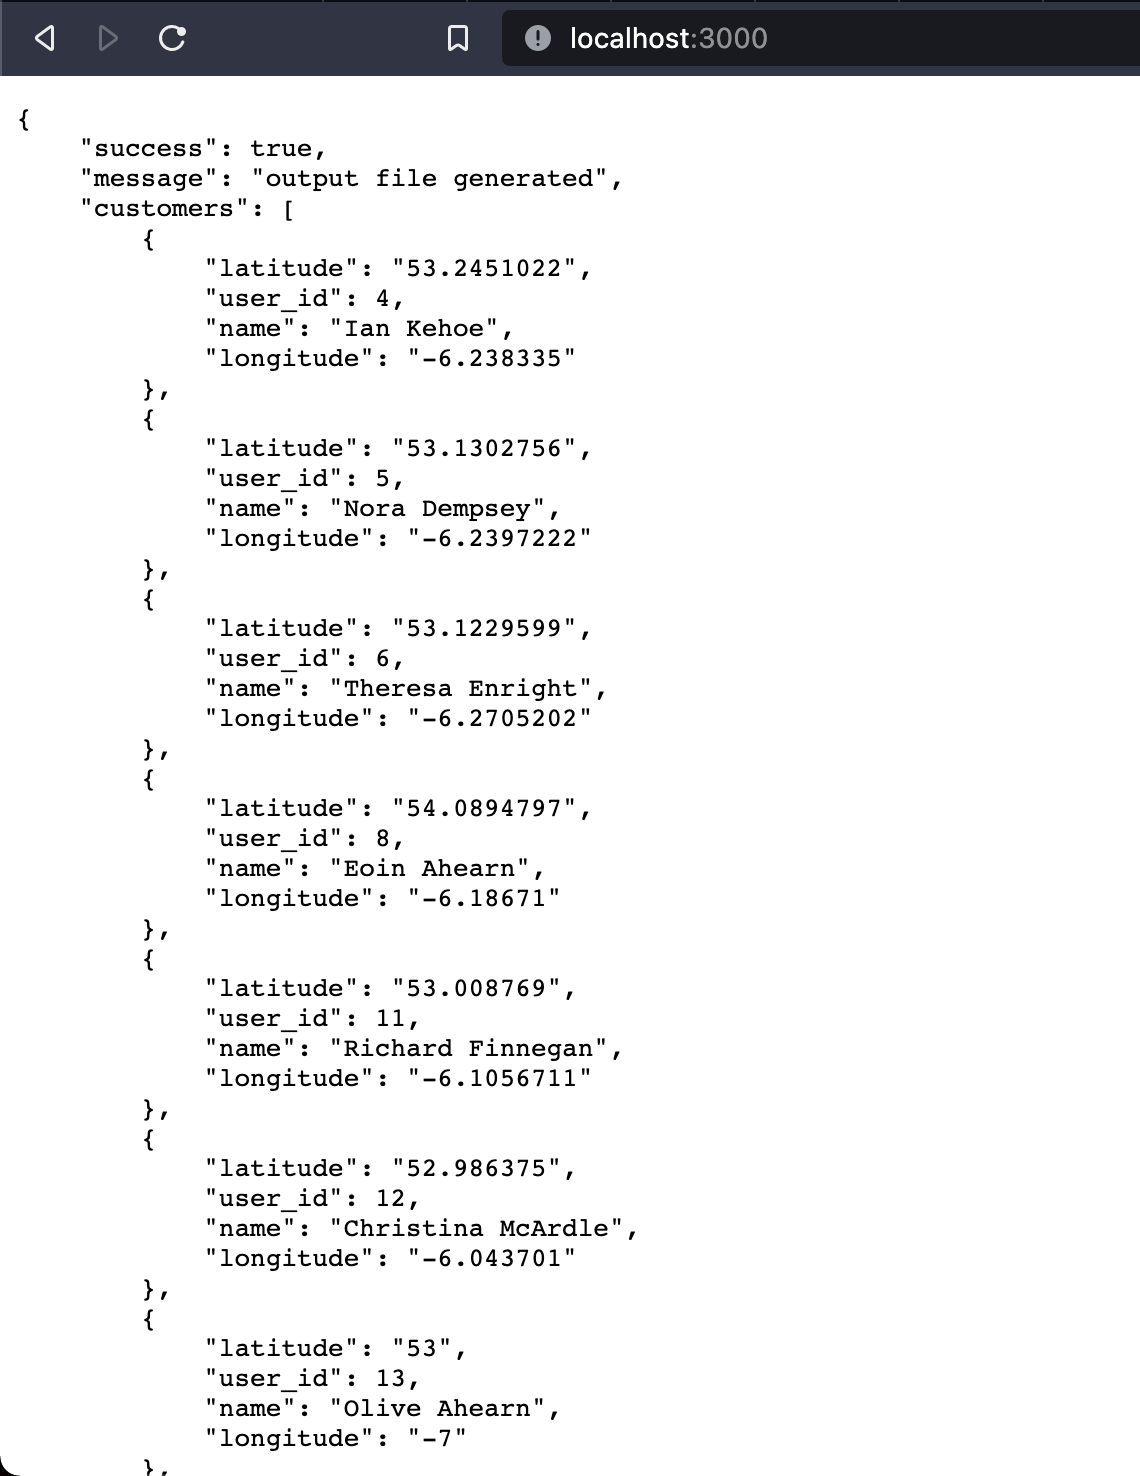 localhost:3000
{
    "success": true,
    "message": "output file generated",
    "customers": [
        {
            "latitude": "53.2451022",
            "user_id": 4,
            "name": "Ian Kehoe",
            "longitude": "-6.238335"
        },
        {
            "latitude": "53.1302756",
            "user_id": 5,
            "name": "Nora Dempsey",
            "longitude": "-6.2397222"
        },
        {
            "latitude": "53.1229599",
            "user_id": 6,
            "name": "Theresa Enright",
            "longitude": "-6.2705202"
        },
        {
            "latitude": "54.0894797",
            "user_id": 8,
            "name": "Eoin Ahearn",
            "longitude": "-6.18671"
        },
        {
            "latitude": "53.008769",
            "user_id": 11,
            "name": "Richard Finnegan",
            "longitude": "-6.1056711"
        },
        {
            "latitude": "52.986375",
            "user_id": 12,
            "name": "Christina McArdle",
            "longitude": "-6.043701"
        },
        {
            "latitude": "53",
            "user_id": 13,
            "name": "Olive Ahearn",
            "longitude": "-7"
        },